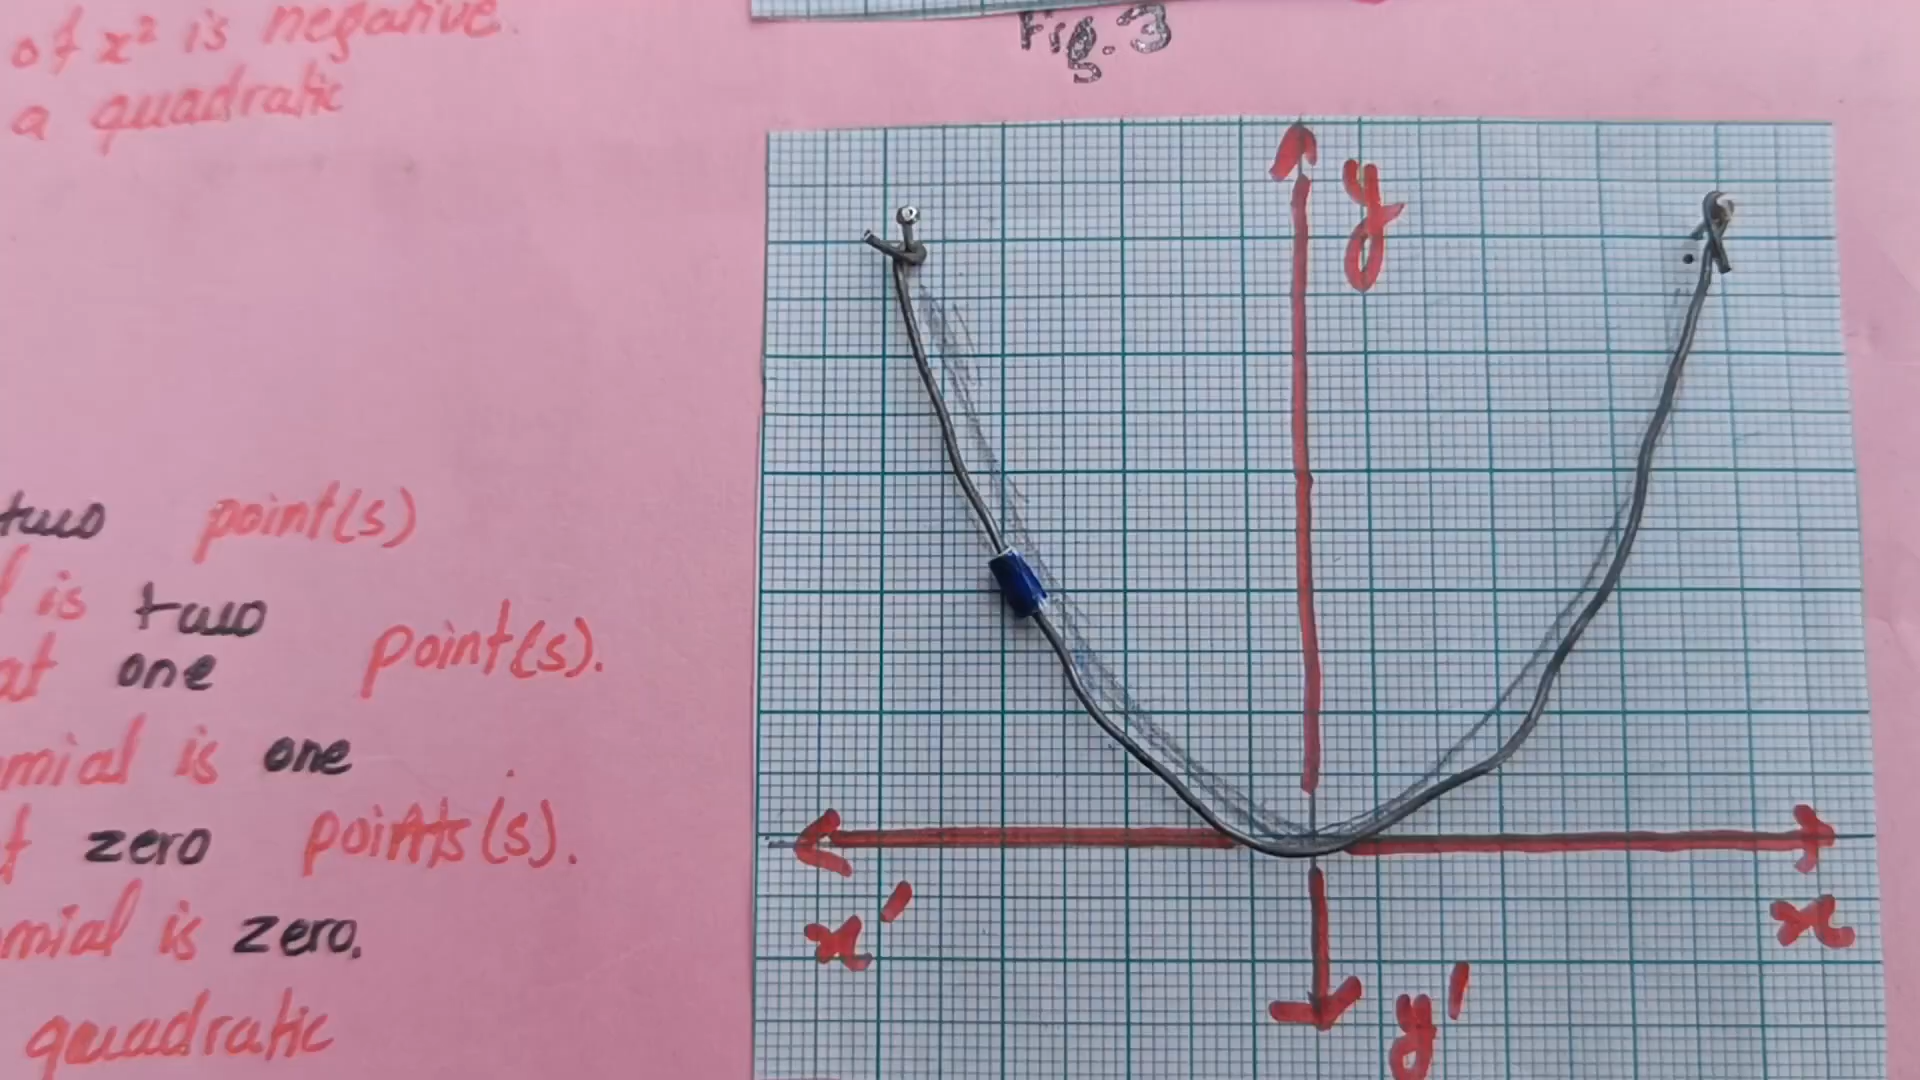 of x² is negative.
a quadratic
Fig. 3
y
two point(s)
is two
at one point(s).
mial is one
zero points(s).
mial is zero.
x'
x
quadratic
y'